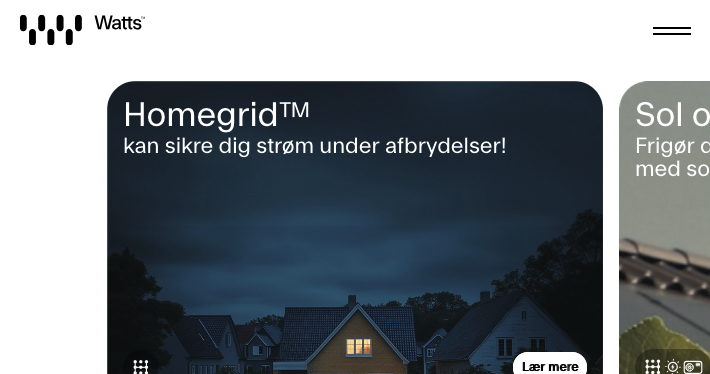 Watts™
Homegrid™
kan sikre dig strøm under afbrydelser!
Lær mere
Sol o
Frigør d
med so